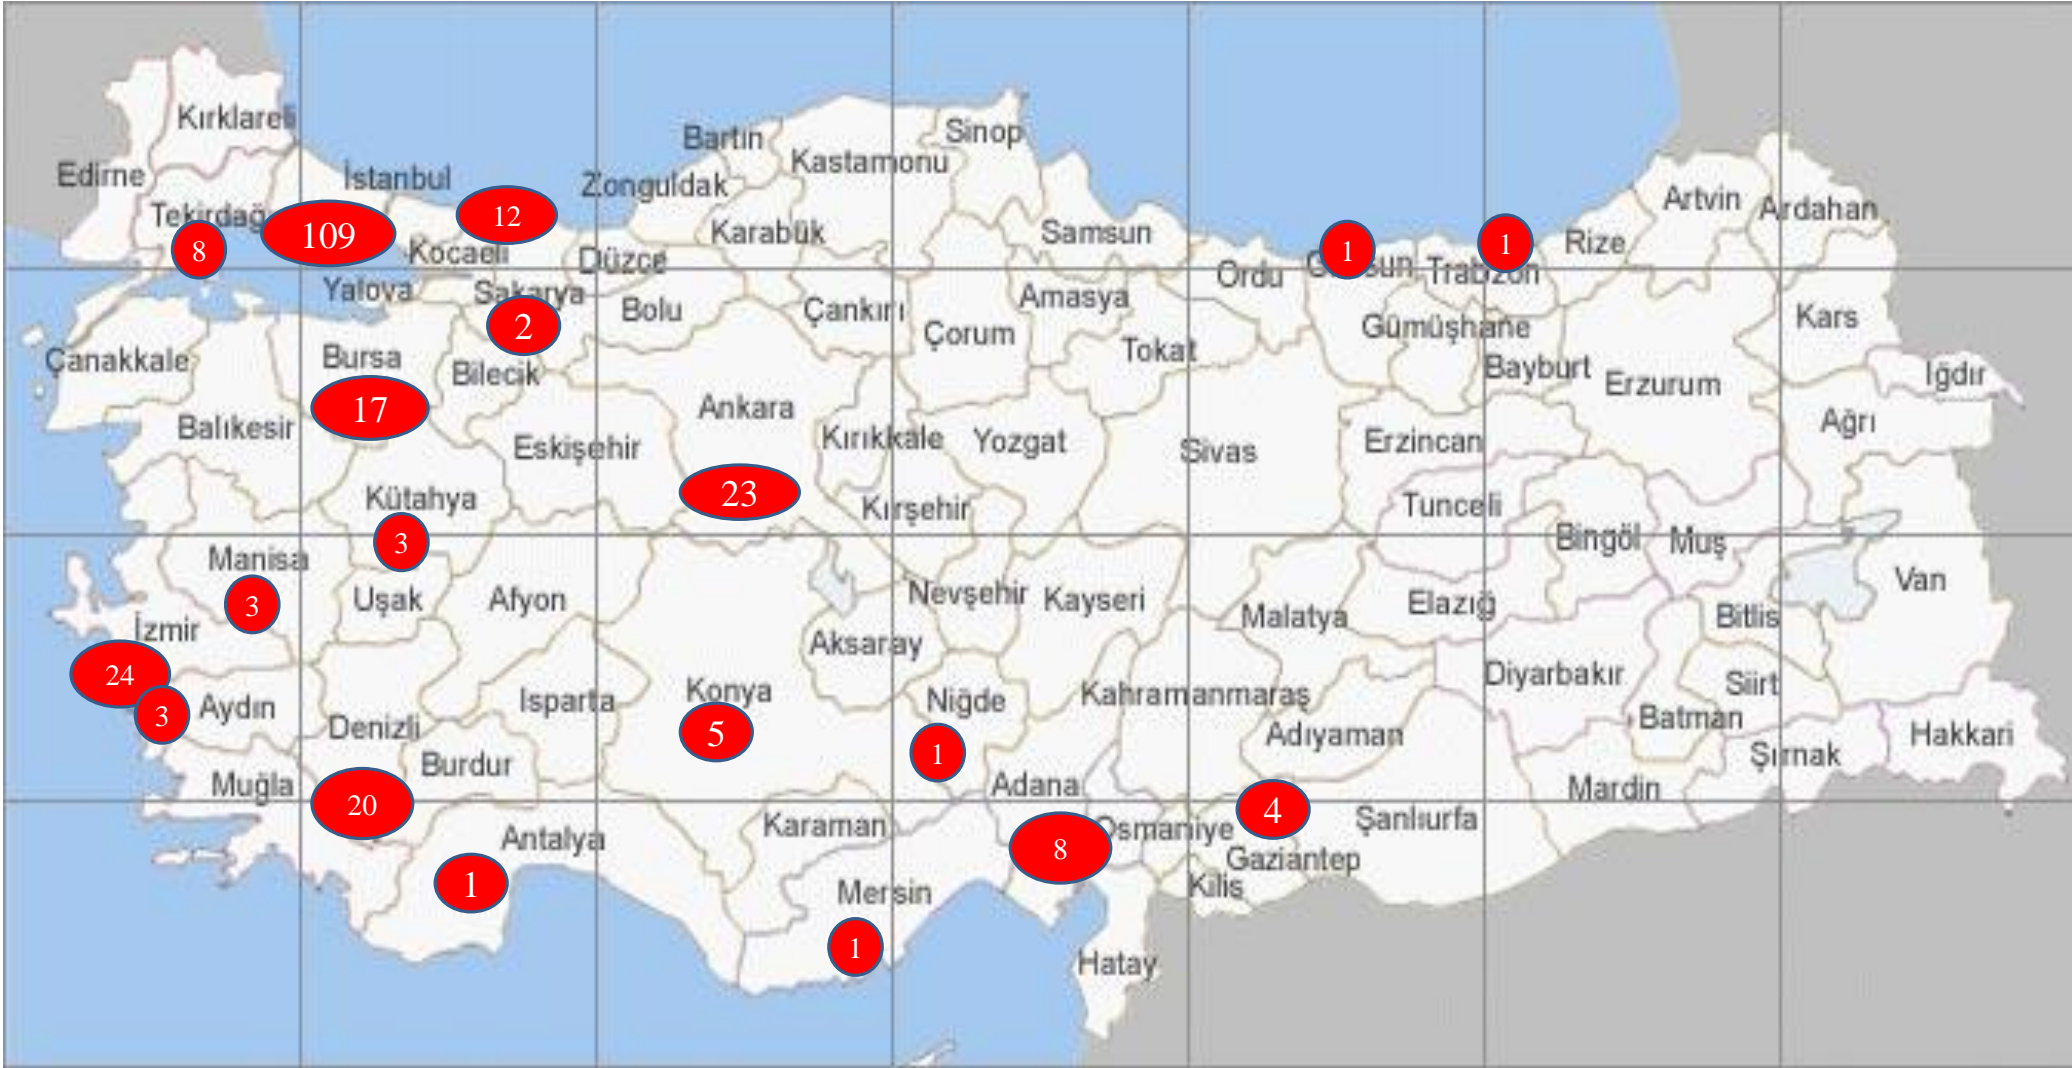 Kırklareli
Edirne
Tekirdağ
İstanbul
Bartın
Kastamonu
Sinop
Zonguldak
Karabük
Samsun
Artvin
Ardahan
Rize
8
109
12
1
1
Kocaeli
Düzce
Ordu
Trabzon
Yalova
Sakarya
Bolu
Çankırı
Amasya
Çorum
Tokat
Gümüşhane
Bayburt
Erzurum
Kars
Iğdır
2
Çanakkale
Bursa
Bilecik
17
Ankara
Balıkesir
Eskişehir
Kırıkkale
Yozgat
Sivas
Erzincan
Ağrı
23
Kütahya
Kırşehir
Tunceli
Bingöl
Muş
3
Manisa
3
Uşak
Afyon
Nevşehir
Kayseri
Malatya
Elazığ
Bitlis
Van
İzmir
24
3
Aydın
Aksaray
Konya
5
Niğde
1
Kahramanmaraş
Diyarbakır
Siirt
Batman
Isparta
Denizli
Adıyaman
Şırnak
Hakkari
Burdur
Muğla
20
Adana
Mardin
Antalya
1
Karaman
8
Osmaniye
4
Şanlıurfa
Gaziantep
Kilis
Mersin
1
Hatay